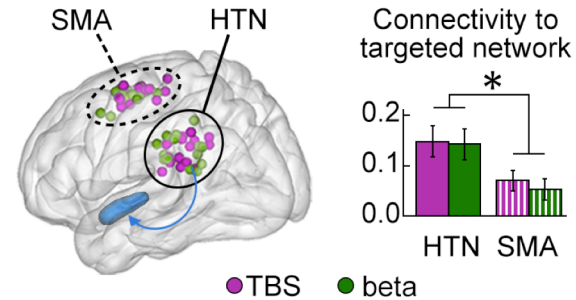 SMA
HTN
Connectivity to
targeted network
*
0.2
0.1
0.0
HTN SMA
TBS beta